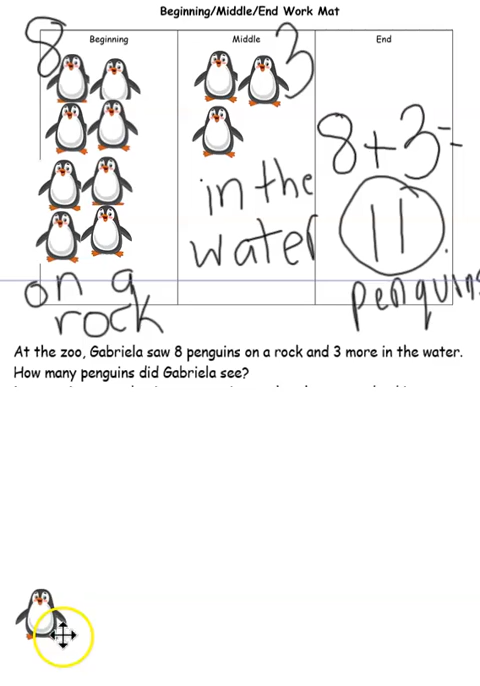 Beginning/Middle/End Work Mat
Beginning Middle End
8 3
8+3=
in the
11
water
on a
penguins
rock
At the zoo, Gabriela saw 8 penguins on a rock and 3 more in the water.
How many penguins did Gabriela see?